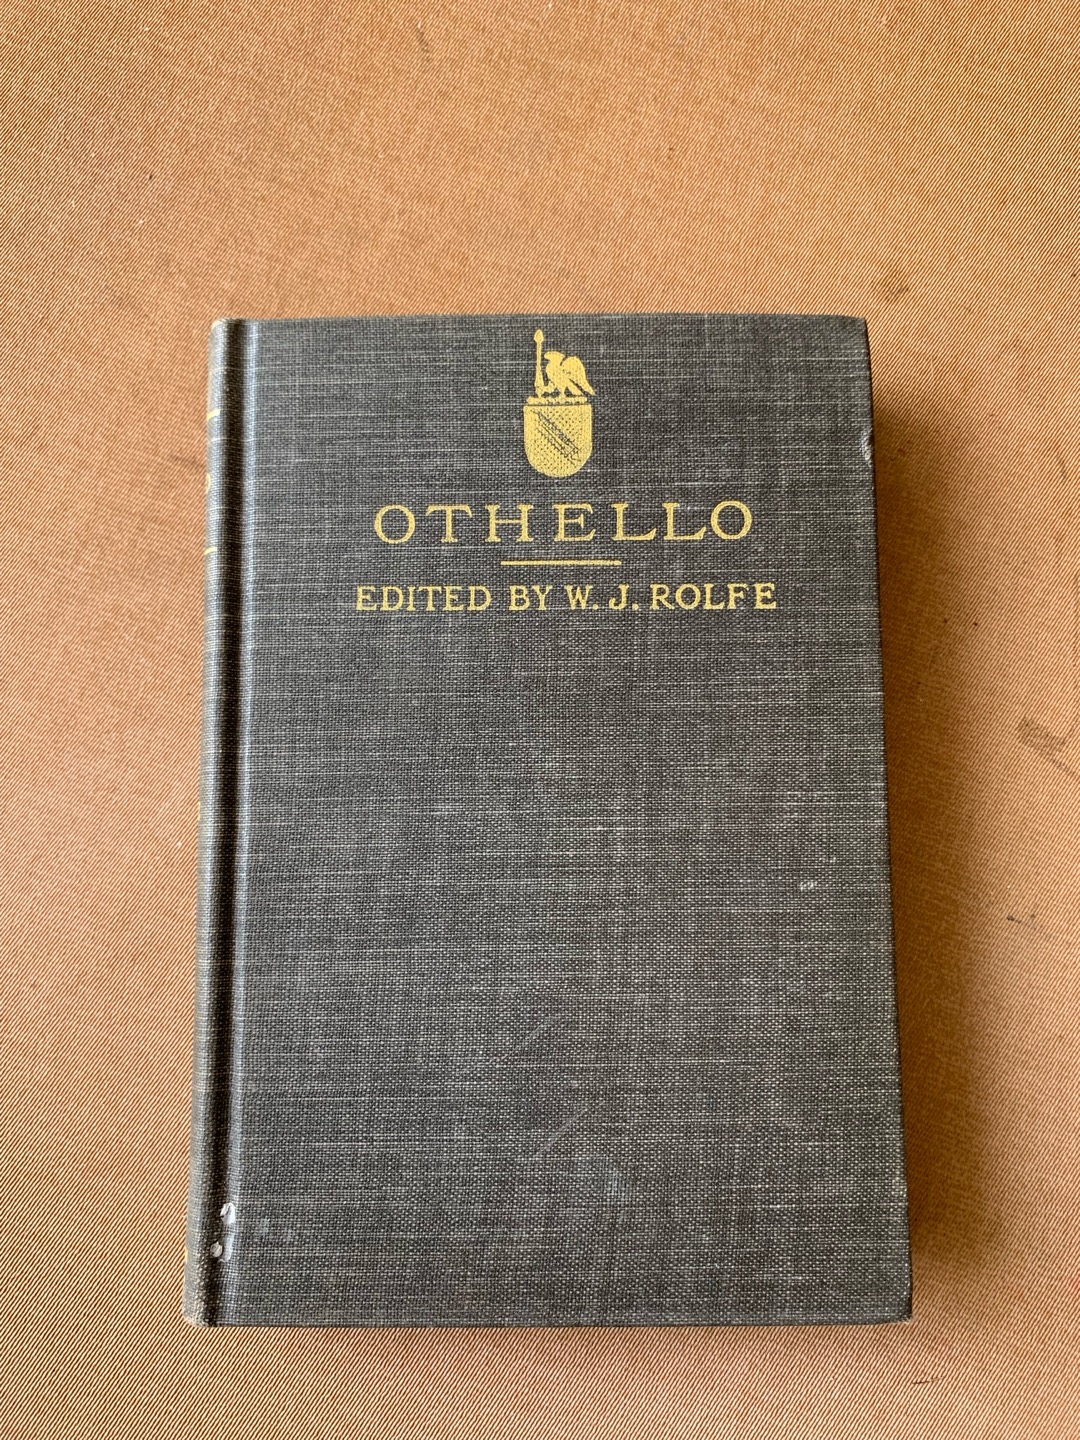 OTHELLO
EDITED BY W. J. ROLFE